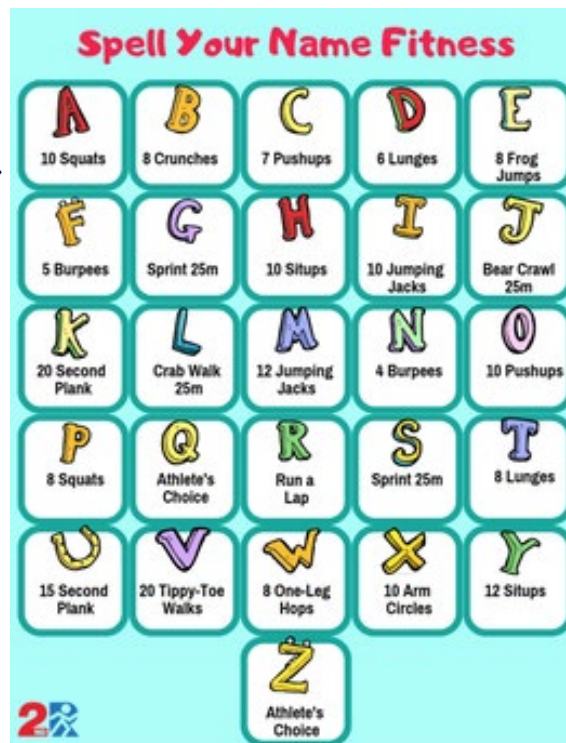 Spell Your Name Fitness
A
10 Squats
B
8 Crunches
C
7 Pushups
D
6 Lunges
E
8 Frog
Jumps
F
5 Burpees
G
Sprint 25m
H
10 Situps
I
10 Jumping
Jacks
J
Bear Crawl
25m
K
20 Second
Plank
L
Crab Walk
25m
M
12 Jumping
Jacks
N
4 Burpees
O
10 Pushups
P
8 Squats
Q
Athlete's
Choice
R
Run a
Lap
S
Sprint 25m
T
8 Lunges
U
15 Second
Plank
V
20 Tippy-Toe
Walks
W
8 One-Leg
Hops
X
10 Arm
Circles
Y
12 Situps
Z
Athlete's
Choice
2